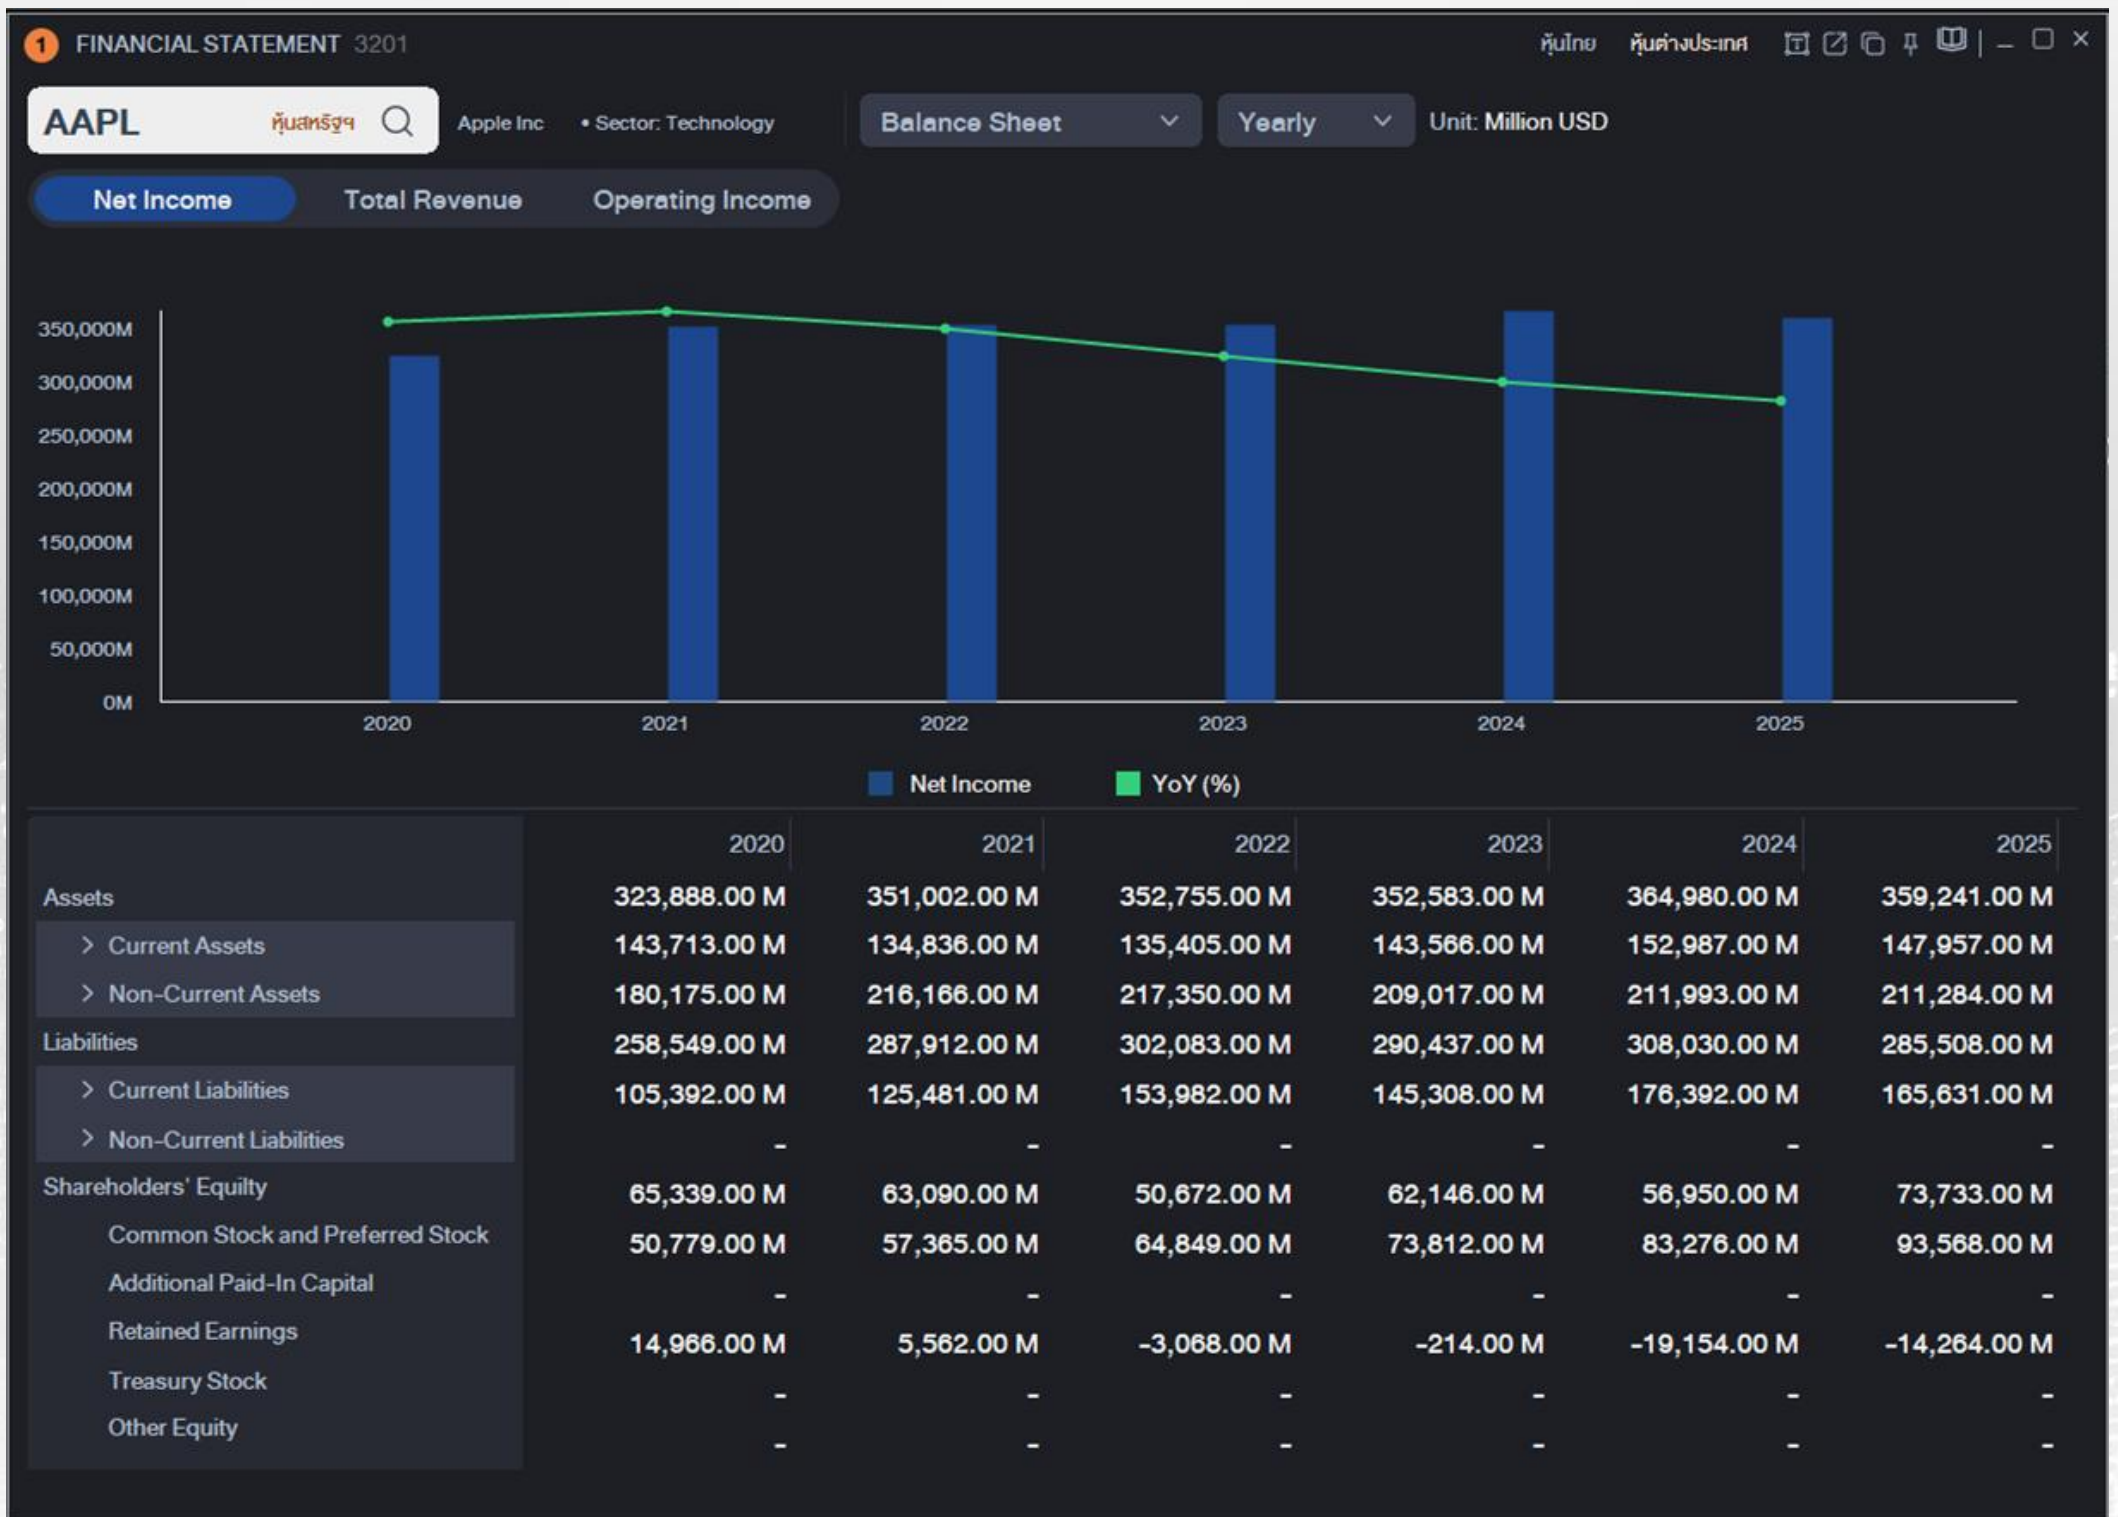 1 FINANCIAL STATEMENT 3201 หุ้นไทย หุ้นต่างประเทศ
AAPL หุ้นสหรัฐฯ Apple Inc • Sector: Technology Balance Sheet Yearly Unit: Million USD
Net Income Total Revenue Operating Income
350,000M
300,000M
250,000M
200,000M
150,000M
100,000M
50,000M
0M
2020 2021 2022 2023 2024 2025
Net Income YoY (%)
2020 2021 2022 2023 2024 2025
Assets 323,888.00 M 351,002.00 M 352,755.00 M 352,583.00 M 364,980.00 M 359,241.00 M
> Current Assets 143,713.00 M 134,836.00 M 135,405.00 M 143,566.00 M 152,987.00 M 147,957.00 M
> Non-Current Assets 180,175.00 M 216,166.00 M 217,350.00 M 209,017.00 M 211,993.00 M 211,284.00 M
Liabilities 258,549.00 M 287,912.00 M 302,083.00 M 290,437.00 M 308,030.00 M 285,508.00 M
> Current Liabilities 105,392.00 M 125,481.00 M 153,982.00 M 145,308.00 M 176,392.00 M 165,631.00 M
> Non-Current Liabilities - - - - - -
Shareholders' Equilty 65,339.00 M 63,090.00 M 50,672.00 M 62,146.00 M 56,950.00 M 73,733.00 M
Common Stock and Preferred Stock 50,779.00 M 57,365.00 M 64,849.00 M 73,812.00 M 83,276.00 M 93,568.00 M
Additional Paid-In Capital - - - - - -
Retained Earnings 14,966.00 M 5,562.00 M -3,068.00 M -214.00 M -19,154.00 M -14,264.00 M
Treasury Stock - - - - - -
Other Equity - - - - - -